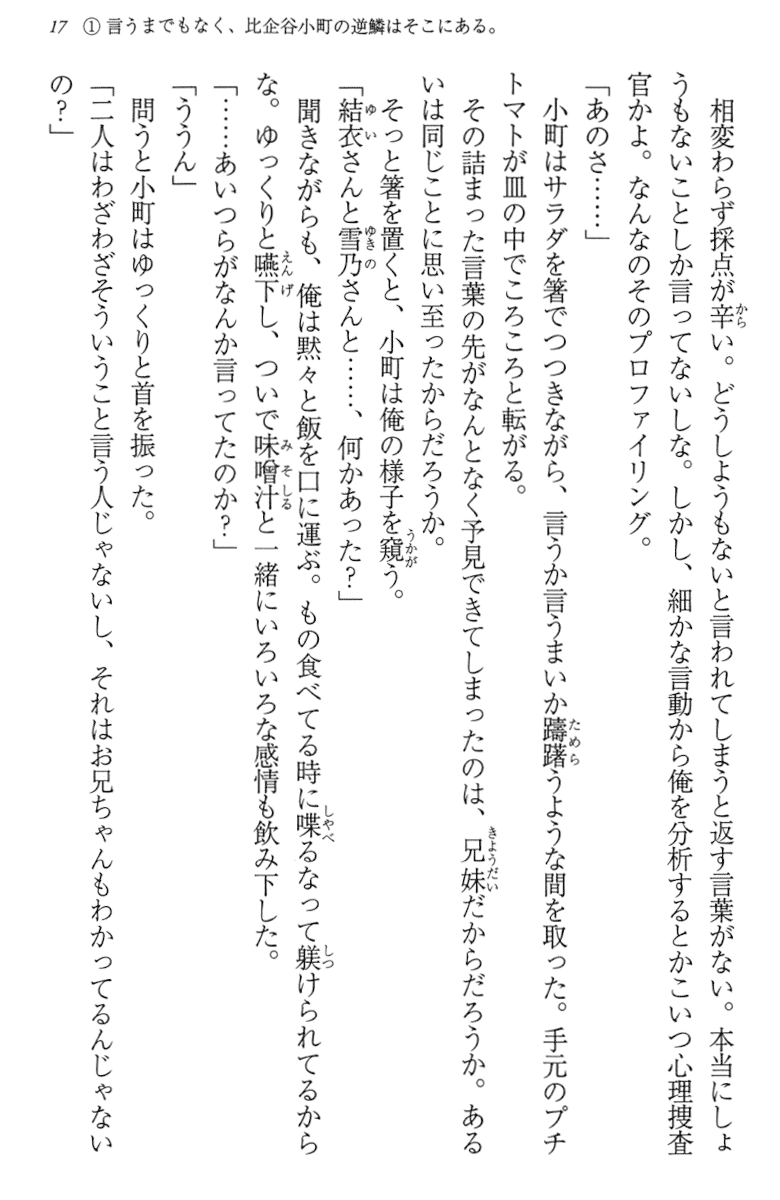 17　① 言うまでもなく、比企谷小町の逆鱗はそこにある。
　相変わらず採点が辛い。どうしようもないと言われてしまうと返す言葉がない。本当にしょ
うもないことしか言ってないしな。しかし、細かな言動から俺を分析するとかこいつ心理捜査
官かよ。なんなのそのプロファイリング。
「あのさ……」
　小町はサラダを箸でつつきながら、言うか言うまいか躊躇うような間を取った。手元のプチ
トマトが皿の中でころころと転がる。
　その詰まった言葉の先がなんとなく予見できてしまったのは、兄妹だからだろうか。ある
いは同じことに思い至ったからだろうか。
　そっと箸を置くと、小町は俺の様子を窺う。
「結衣さんと雪乃さんと……、何かあった？」
　聞きながらも、俺は黙々と飯を口に運ぶ。もの食べてる時に喋るなって躾けられてるから
な。ゆっくりと嚥下し、ついで味噌汁と一緒にいろいろな感情も飲み下した。
「……あいつらがなんか言ってたのか？」
「ううん」
　問うと小町はゆっくりと首を振った。
「二人はわざわざそういうこと言う人じゃないし、それはお兄ちゃんもわかってるんじゃない
の？」